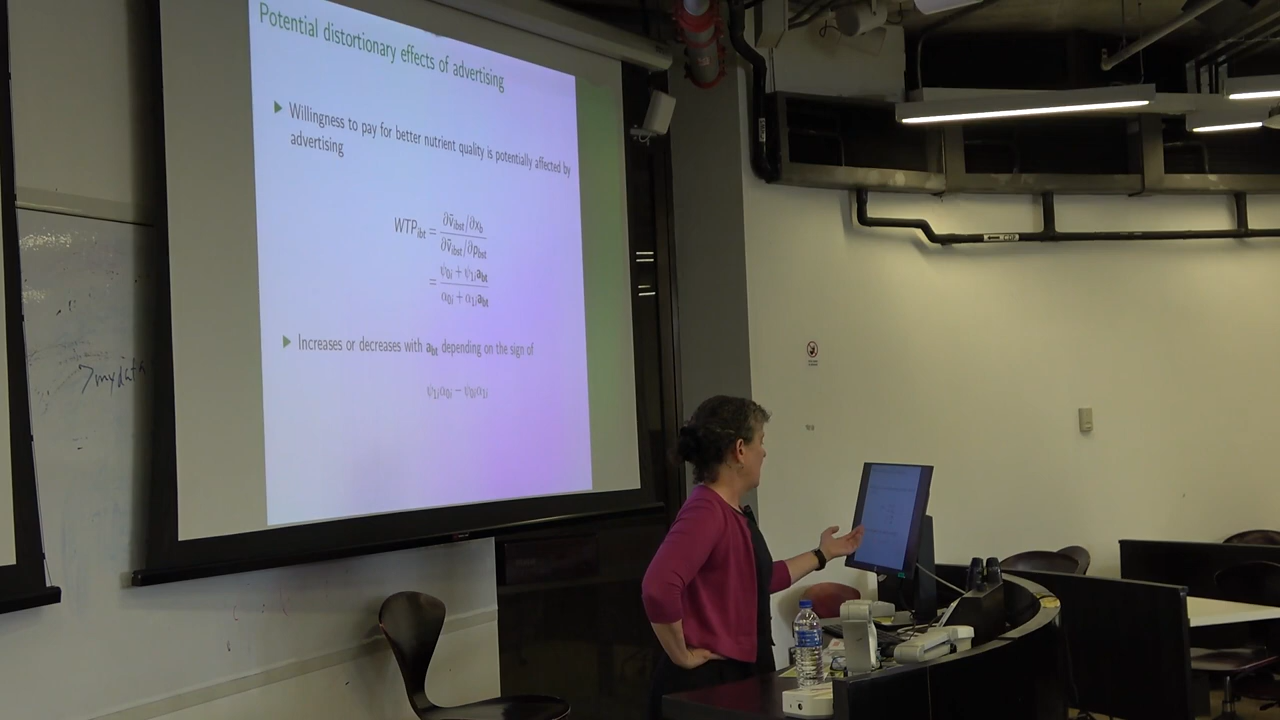 Potential distortionary effects of advertising
▶ Willingness to pay for better nutrient quality is potentially affected by
advertising
WTP_ibt = (∂v̄_ibst/∂x_b) / (∂v̄_ibst/∂p_bst)
= (ψ_0i + ψ_1i a_bt) / (α_0i + α_1i a_bt)
▶ Increases or decreases with a_bt depending on the sign of
ψ_1i α_0i − ψ_0i α_1i
>mydata